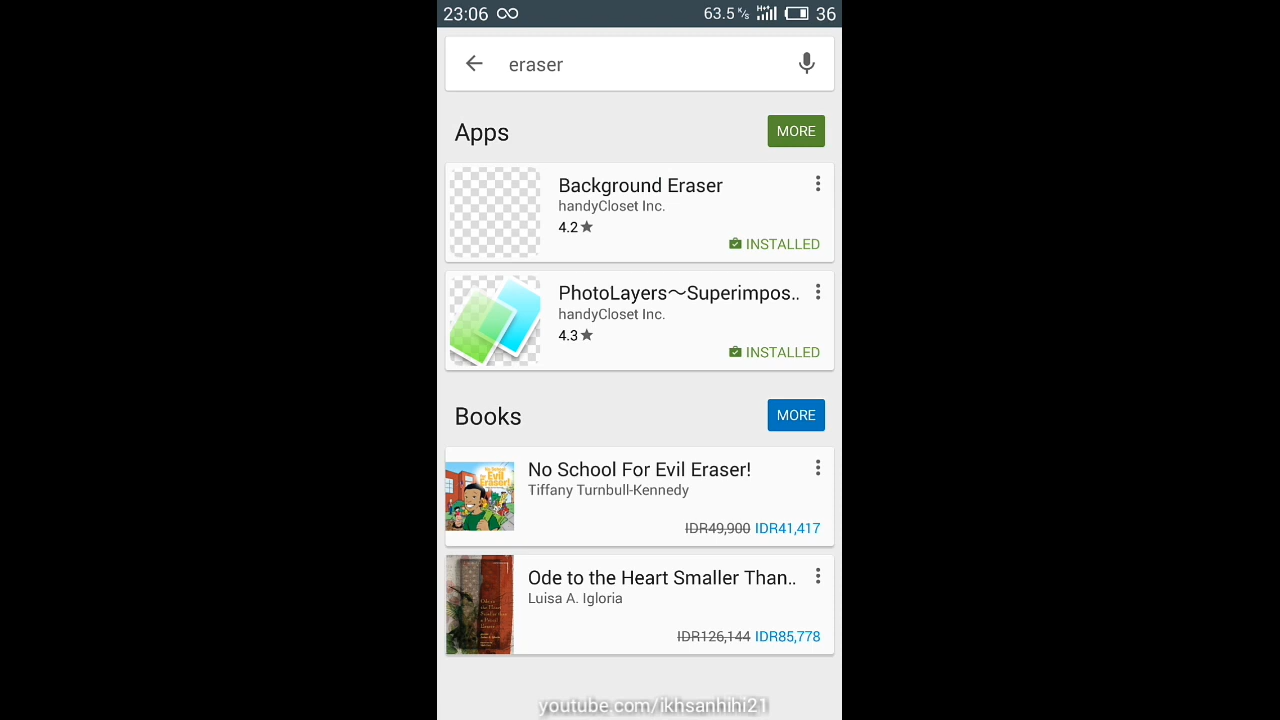 23:06 63.5 K/s H+ 36
eraser
Apps
MORE
Background Eraser
handyCloset Inc.
4.2
INSTALLED
PhotoLayers～Superimpos..
handyCloset Inc.
4.3
INSTALLED
Books
MORE
No School For Evil Eraser!
Tiffany Turnbull-Kennedy
IDR49,900 IDR41,417
Ode to the Heart Smaller Than..
Luisa A. Igloria
IDR126,144 IDR85,778
youtube.com/ikhsanhihi21